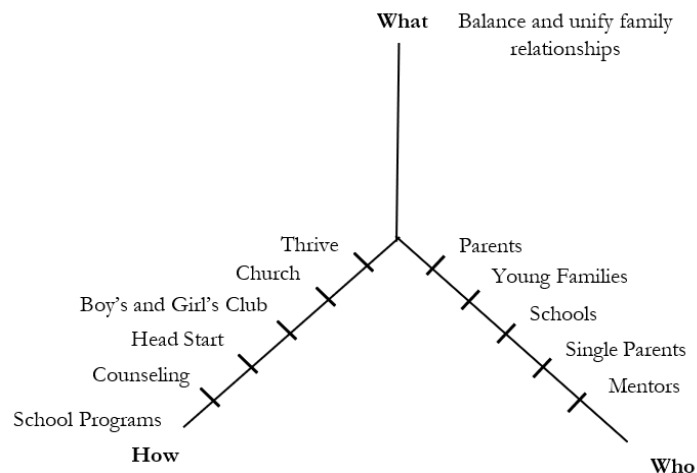 What
Balance and unify family
relationships
Thrive
Church
Boy's and Girl's Club
Head Start
Counseling
School Programs
How
Parents
Young Families
Schools
Single Parents
Mentors
Who